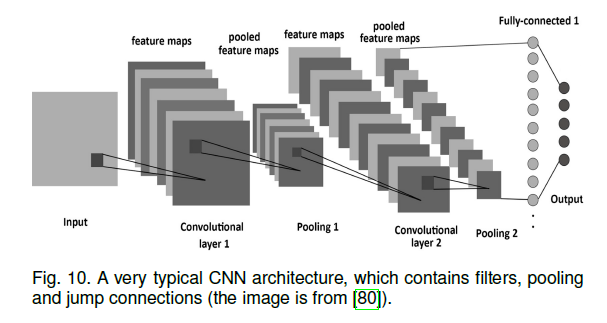 Fully-connected 1
feature maps
pooled
feature maps
feature maps
pooled
feature maps
Input
Convolutional
layer 1
Pooling 1
Convolutional
layer 2
Pooling 2
Output
Fig. 10. A very typical CNN architecture, which contains filters, pooling
and jump connections (the image is from [80]).